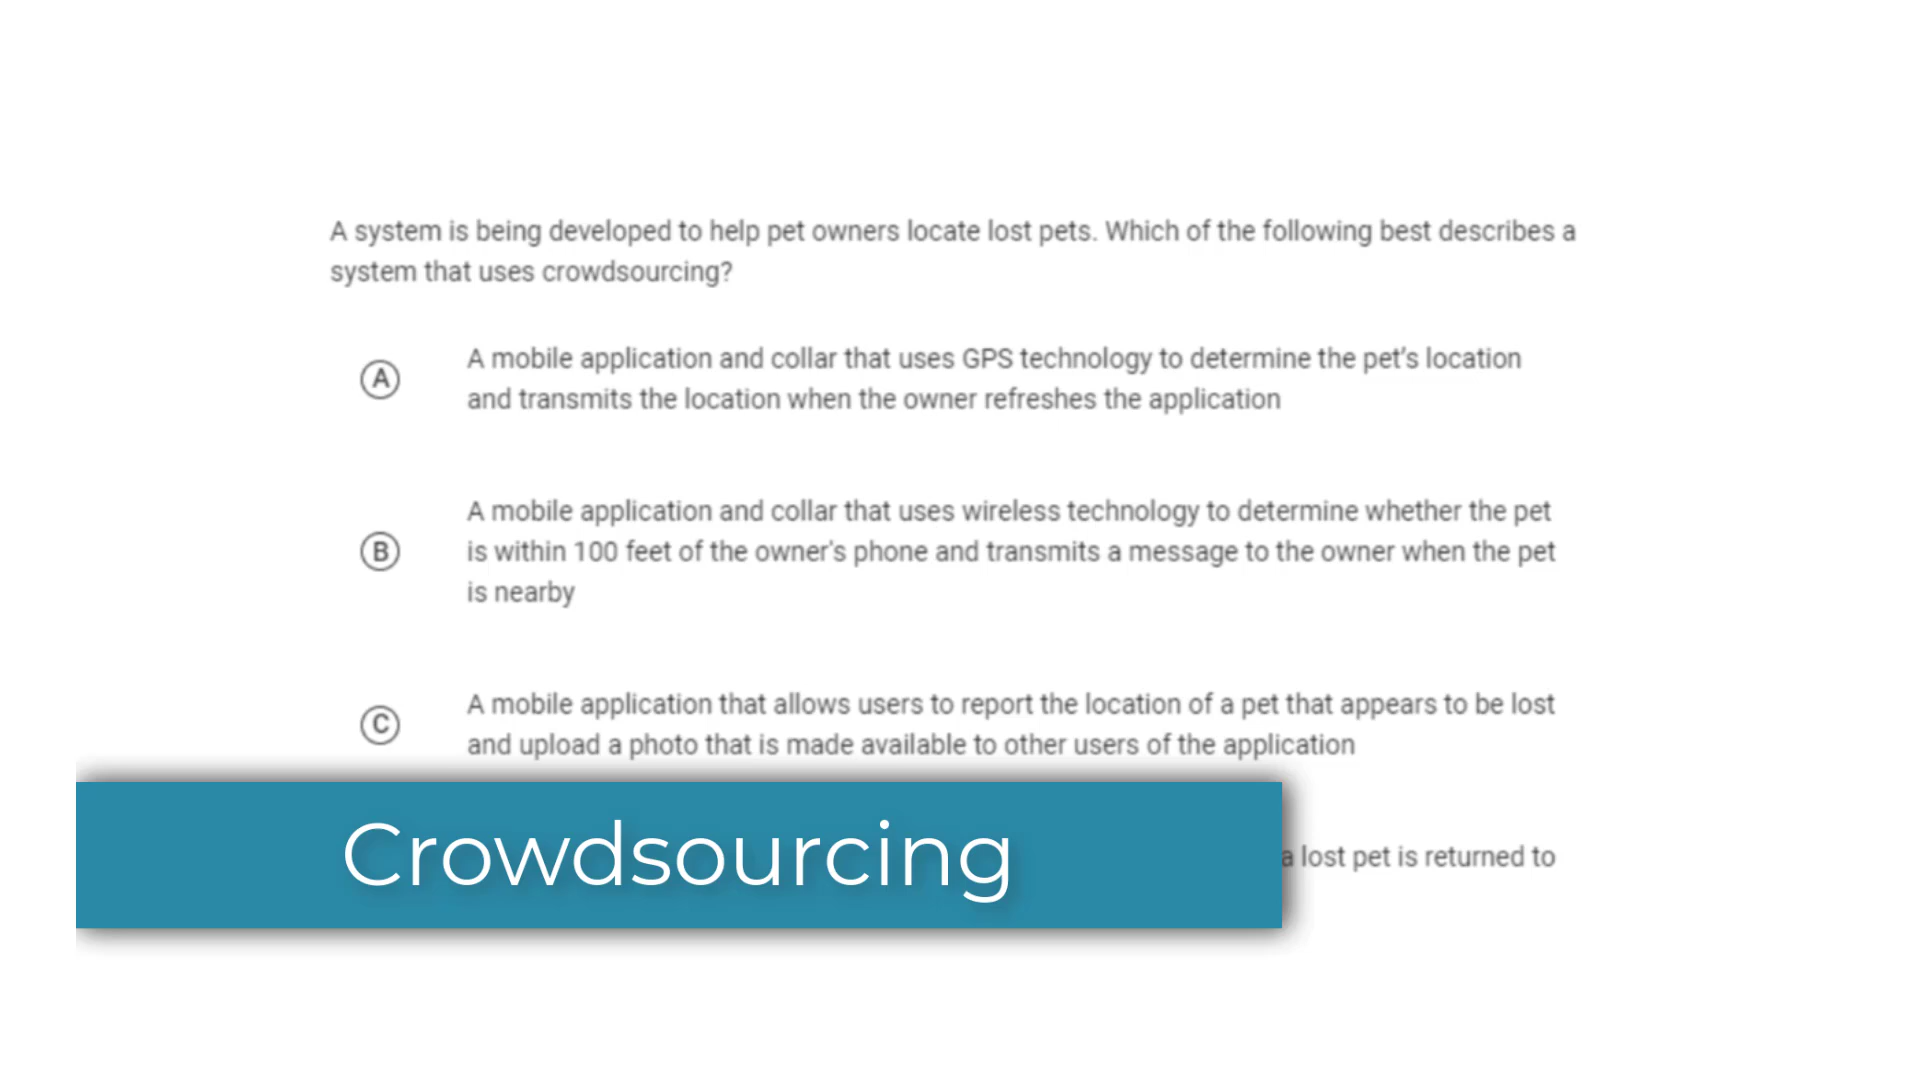 A system is being developed to help pet owners locate lost pets. Which of the following best describes a
system that uses crowdsourcing?
A
A mobile application and collar that uses GPS technology to determine the pet's location
and transmits the location when the owner refreshes the application
B
A mobile application and collar that uses wireless technology to determine whether the pet
is within 100 feet of the owner's phone and transmits a message to the owner when the pet
is nearby
C
A mobile application that allows users to report the location of a pet that appears to be lost
and upload a photo that is made available to other users of the application
a lost pet is returned to
Crowdsourcing